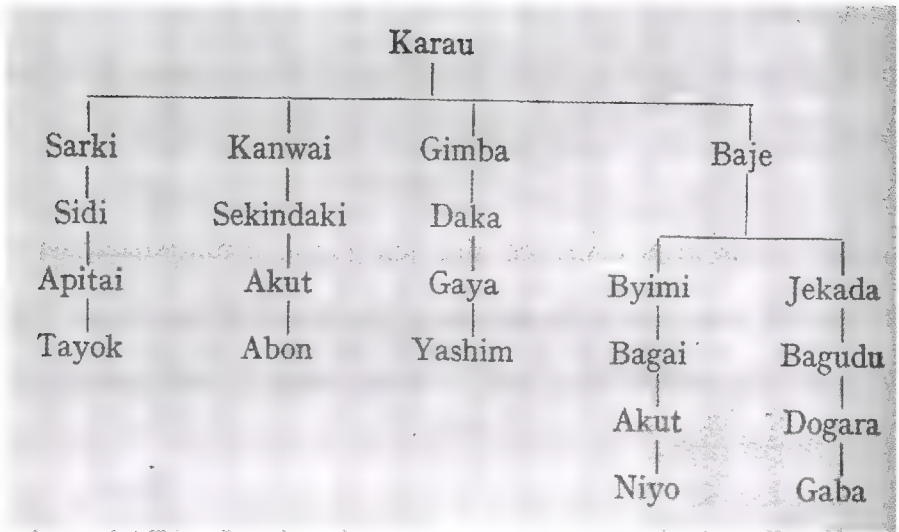 Karau
Sarki Kanwai Gimba Baje
Sidi Sekindaki Daka
Apitai Akut Gaya Byimi Jekada
Tayok Abon Yashim Bagai Bagudu
Akut Dogara
Niyo Gaba